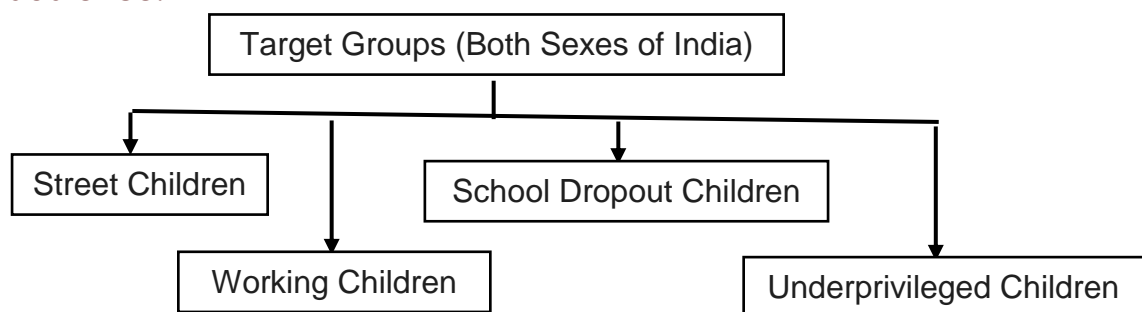 Target Groups (Both Sexes of India)
Street Children
School Dropout Children
Working Children
Underprivileged Children